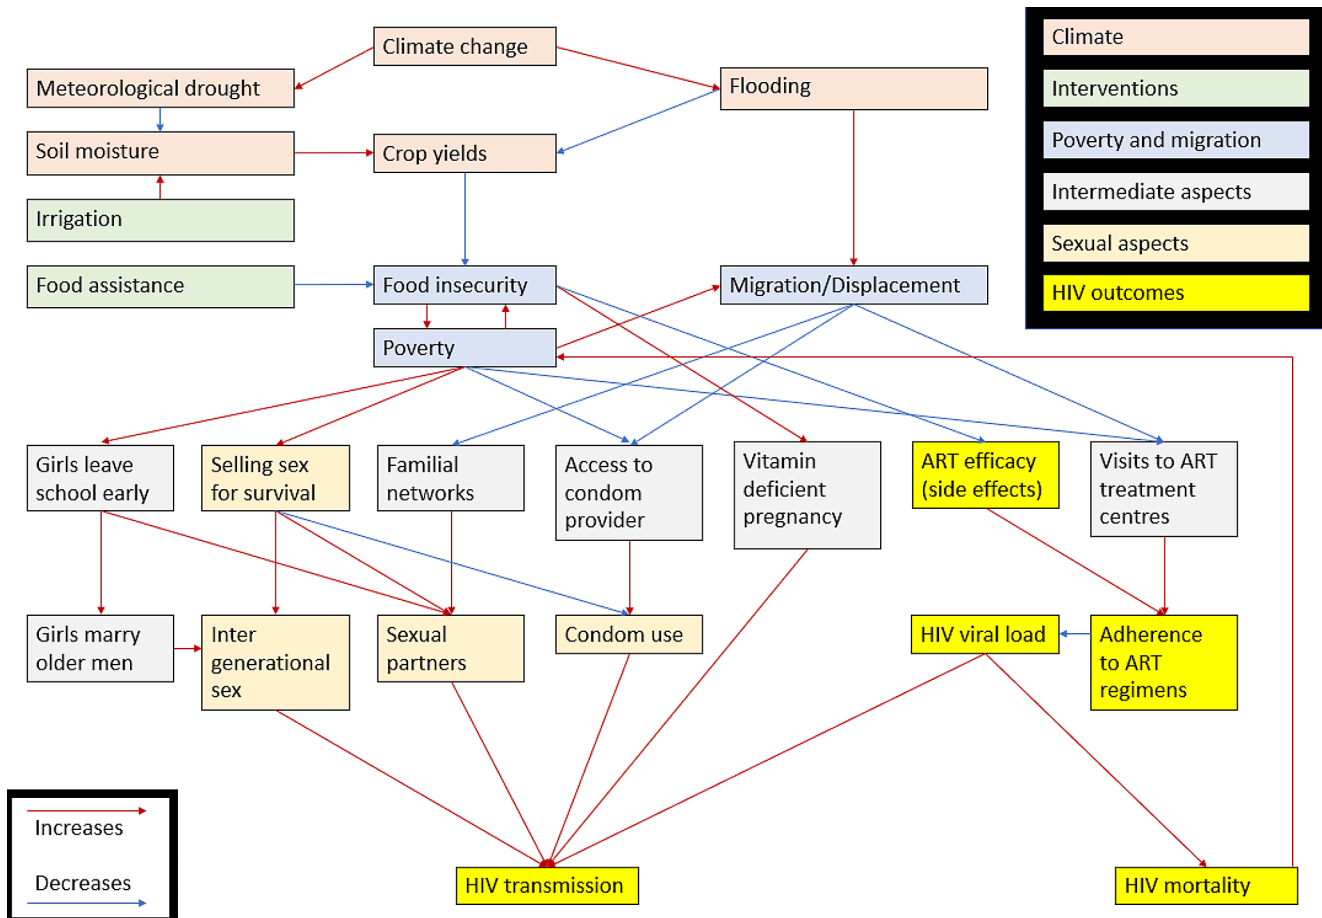 Climate change
Meteorological drought
Flooding
Soil moisture
Crop yields
Irrigation
Food assistance
Food insecurity
Migration/Displacement
Poverty
Girls leave
school early
Selling sex
for survival
Familial
networks
Access to
condom
provider
Vitamin
deficient
pregnancy
ART efficacy
(side effects)
Visits to ART
treatment
centres
Girls marry
older men
Inter
generational
sex
Sexual
partners
Condom use
HIV viral load
Adherence
to ART
regimens
HIV transmission
HIV mortality
Climate
Interventions
Poverty and migration
Intermediate aspects
Sexual aspects
HIV outcomes
Increases
Decreases